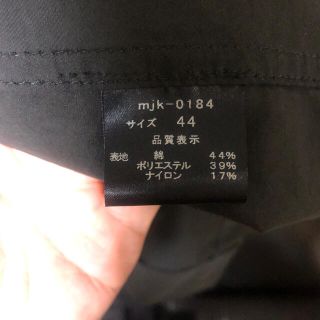 mjk-0184
サイズ 44
品質表示
表地 綿 44%
ポリエステル 39%
ナイロン 17%